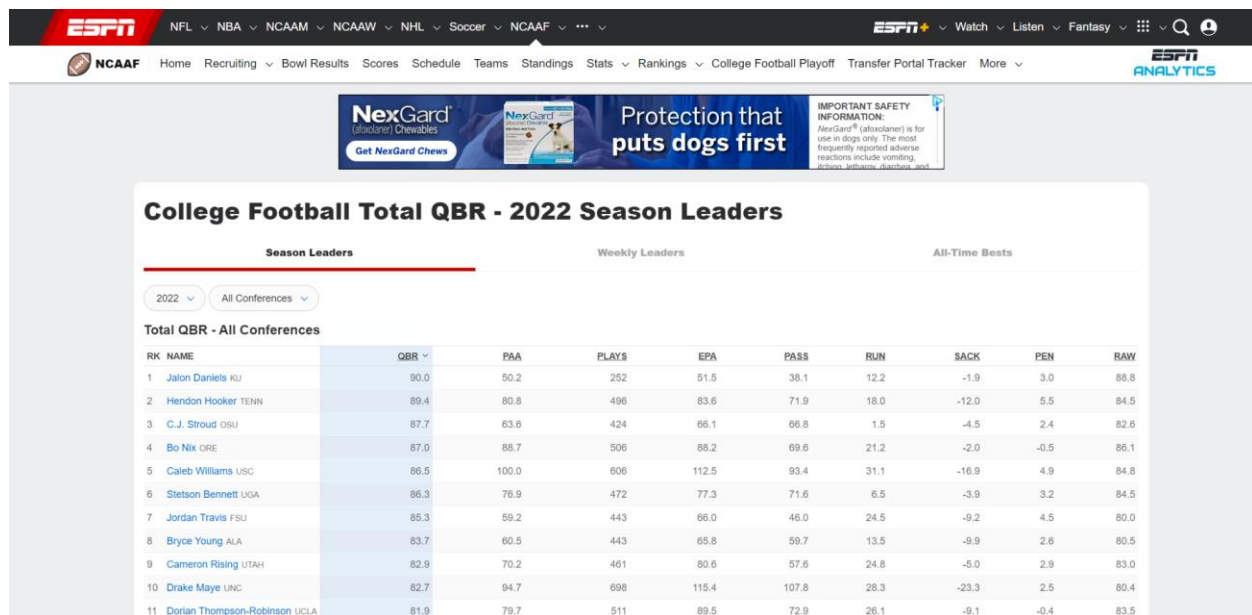 ESPN NFL NBA NCAAM NCAAW NHL Soccer NCAAF ••• ESPN+ Watch Listen Fantasy
NCAAF Home Recruiting Bowl Results Scores Schedule Teams Standings Stats Rankings College Football Playoff Transfer Portal Tracker More ESPN
ANALYTICS
NexGard®
(afoxolaner) Chewables
Get NexGard Chews
NexGard
Protection that
puts dogs first
IMPORTANT SAFETY
INFORMATION:
NexGard® (afoxolaner) is for
use in dogs only. The most
frequently reported adverse
reactions include vomiting,
itching, lethargy, diarrhea, and
College Football Total QBR - 2022 Season Leaders
Season Leaders Weekly Leaders All-Time Bests
2022 All Conferences
Total QBR - All Conferences
RK NAME QBR PAA PLAYS EPA PASS RUN SACK PEN RAW
1 Jalon Daniels KU 90.0 50.2 252 51.5 38.1 12.2 -1.9 3.0 88.8
2 Hendon Hooker TENN 89.4 80.8 496 83.6 71.9 18.0 -12.0 5.5 84.5
3 C.J. Stroud OSU 87.7 63.6 424 66.1 66.8 1.5 -4.5 2.4 82.6
4 Bo Nix ORE 87.0 88.7 506 88.2 69.6 21.2 -2.0 -0.5 86.1
5 Caleb Williams USC 86.5 100.0 606 112.5 93.4 31.1 -16.9 4.9 84.8
6 Stetson Bennett UGA 86.3 76.9 472 77.3 71.6 6.5 -3.9 3.2 84.5
7 Jordan Travis FSU 85.3 59.2 443 66.0 46.0 24.5 -9.2 4.5 80.0
8 Bryce Young ALA 83.7 60.5 443 65.8 59.7 13.5 -9.9 2.6 80.5
9 Cameron Rising UTAH 82.9 70.2 461 80.6 57.6 24.8 -5.0 2.9 83.0
10 Drake Maye UNC 82.7 94.7 698 115.4 107.8 28.3 -23.3 2.5 80.4
11 Dorian Thompson-Robinson UCLA 81.9 79.7 511 89.5 72.9 26.1 -9.1 -0.4 83.5